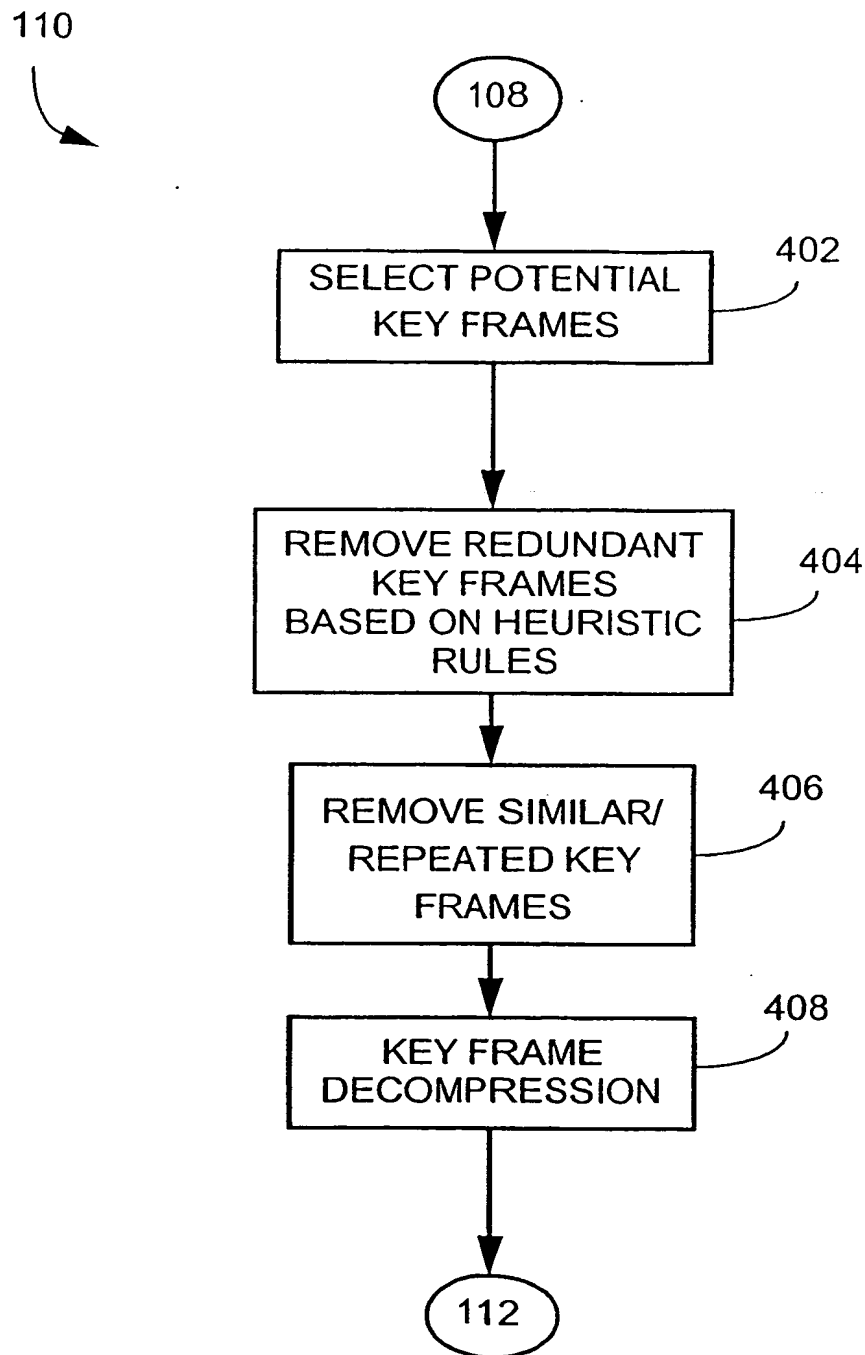 110
108
SELECT POTENTIAL
KEY FRAMES
402
REMOVE REDUNDANT
KEY FRAMES
BASED ON HEURISTIC
RULES
404
REMOVE SIMILAR/
REPEATED KEY
FRAMES
406
KEY FRAME
DECOMPRESSION
408
112